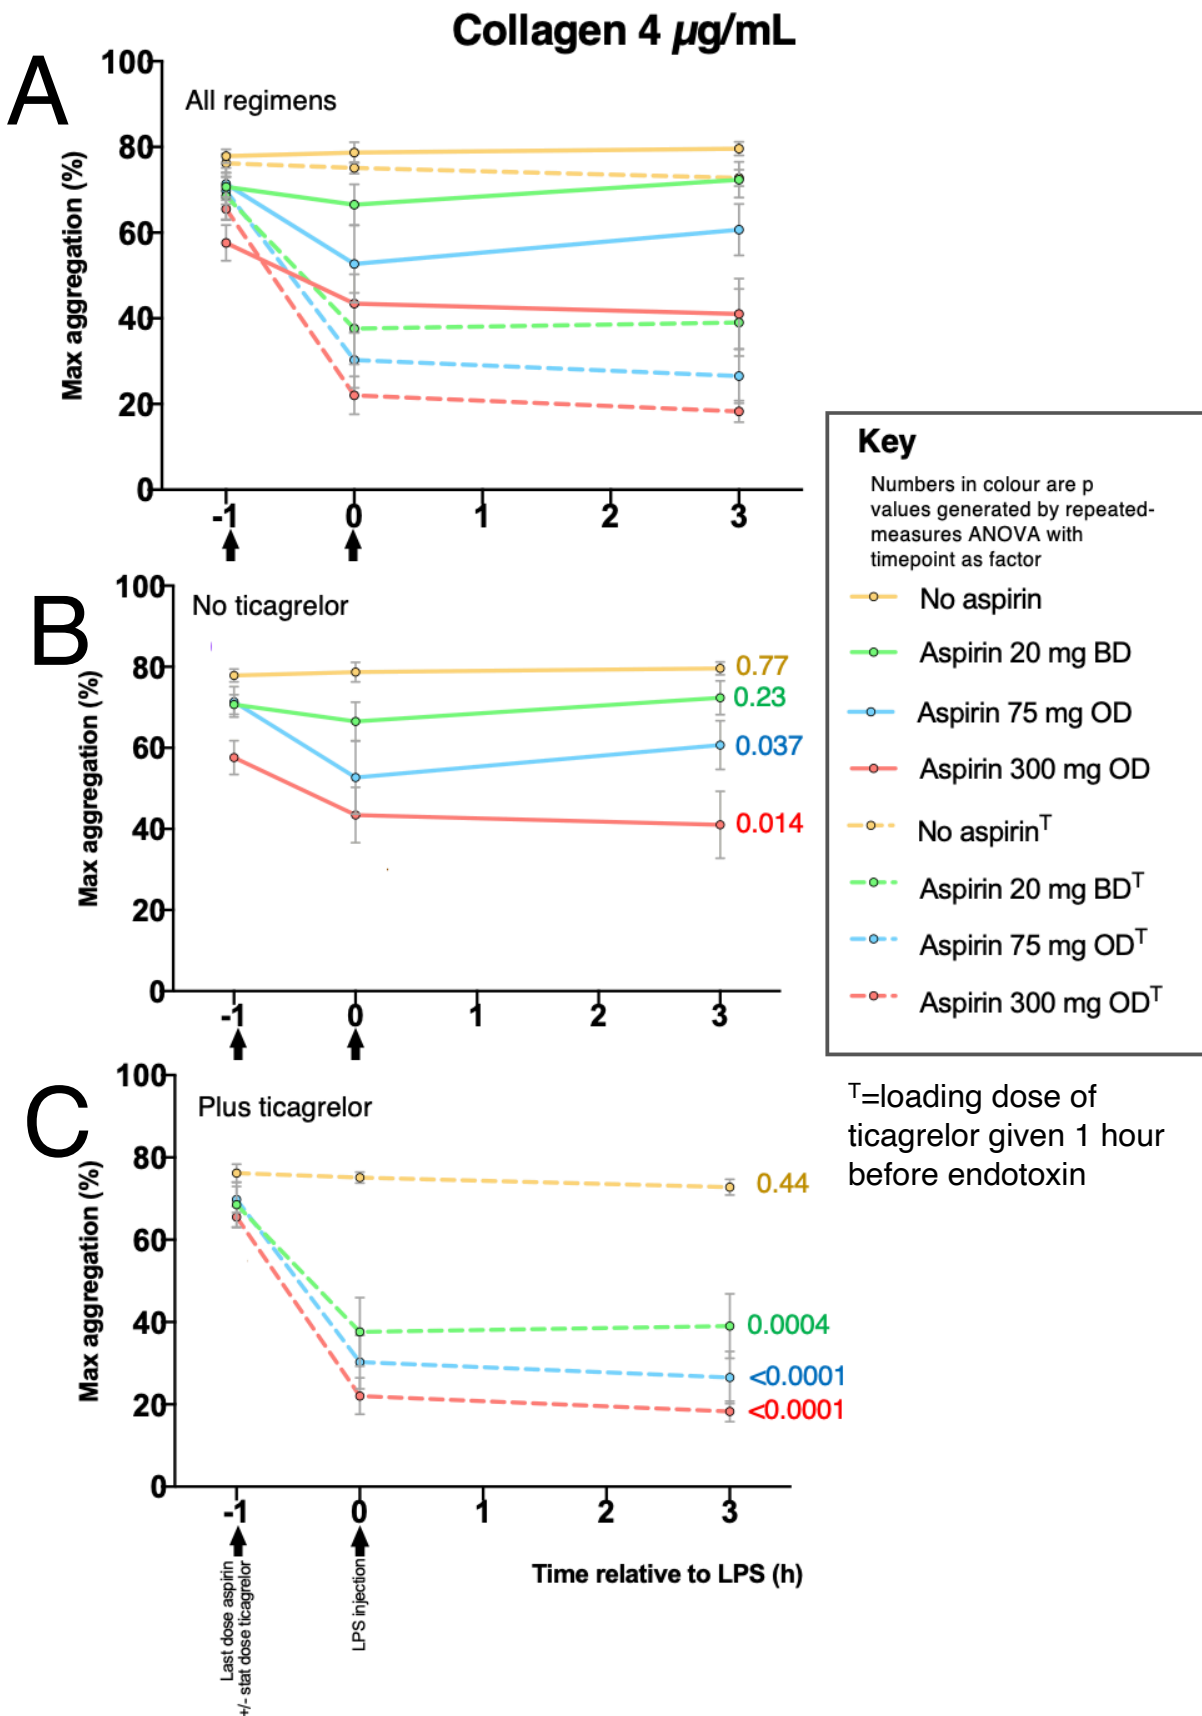 Collagen 4 µg/mL
A
All regimens
Max aggregation (%)
100
80
60
40
20
0
-1
0
1
2
3
B
No ticagrelor
Max aggregation (%)
100
80
60
40
20
0
0.77
0.23
0.037
0.014
-1
0
1
2
3
C
Plus ticagrelor
Max aggregation (%)
100
80
60
40
20
0
0.44
0.0004
<0.0001
<0.0001
-1
0
1
2
3
Last dose aspirin
+/- stat dose ticagrelor
LPS injection
Time relative to LPS (h)
Key
Numbers in colour are p
values generated by repeated-
measures ANOVA with
timepoint as factor
No aspirin
Aspirin 20 mg BD
Aspirin 75 mg OD
Aspirin 300 mg OD
No aspirinᵀ
Aspirin 20 mg BDᵀ
Aspirin 75 mg ODᵀ
Aspirin 300 mg ODᵀ
ᵀ=loading dose of
ticagrelor given 1 hour
before endotoxin